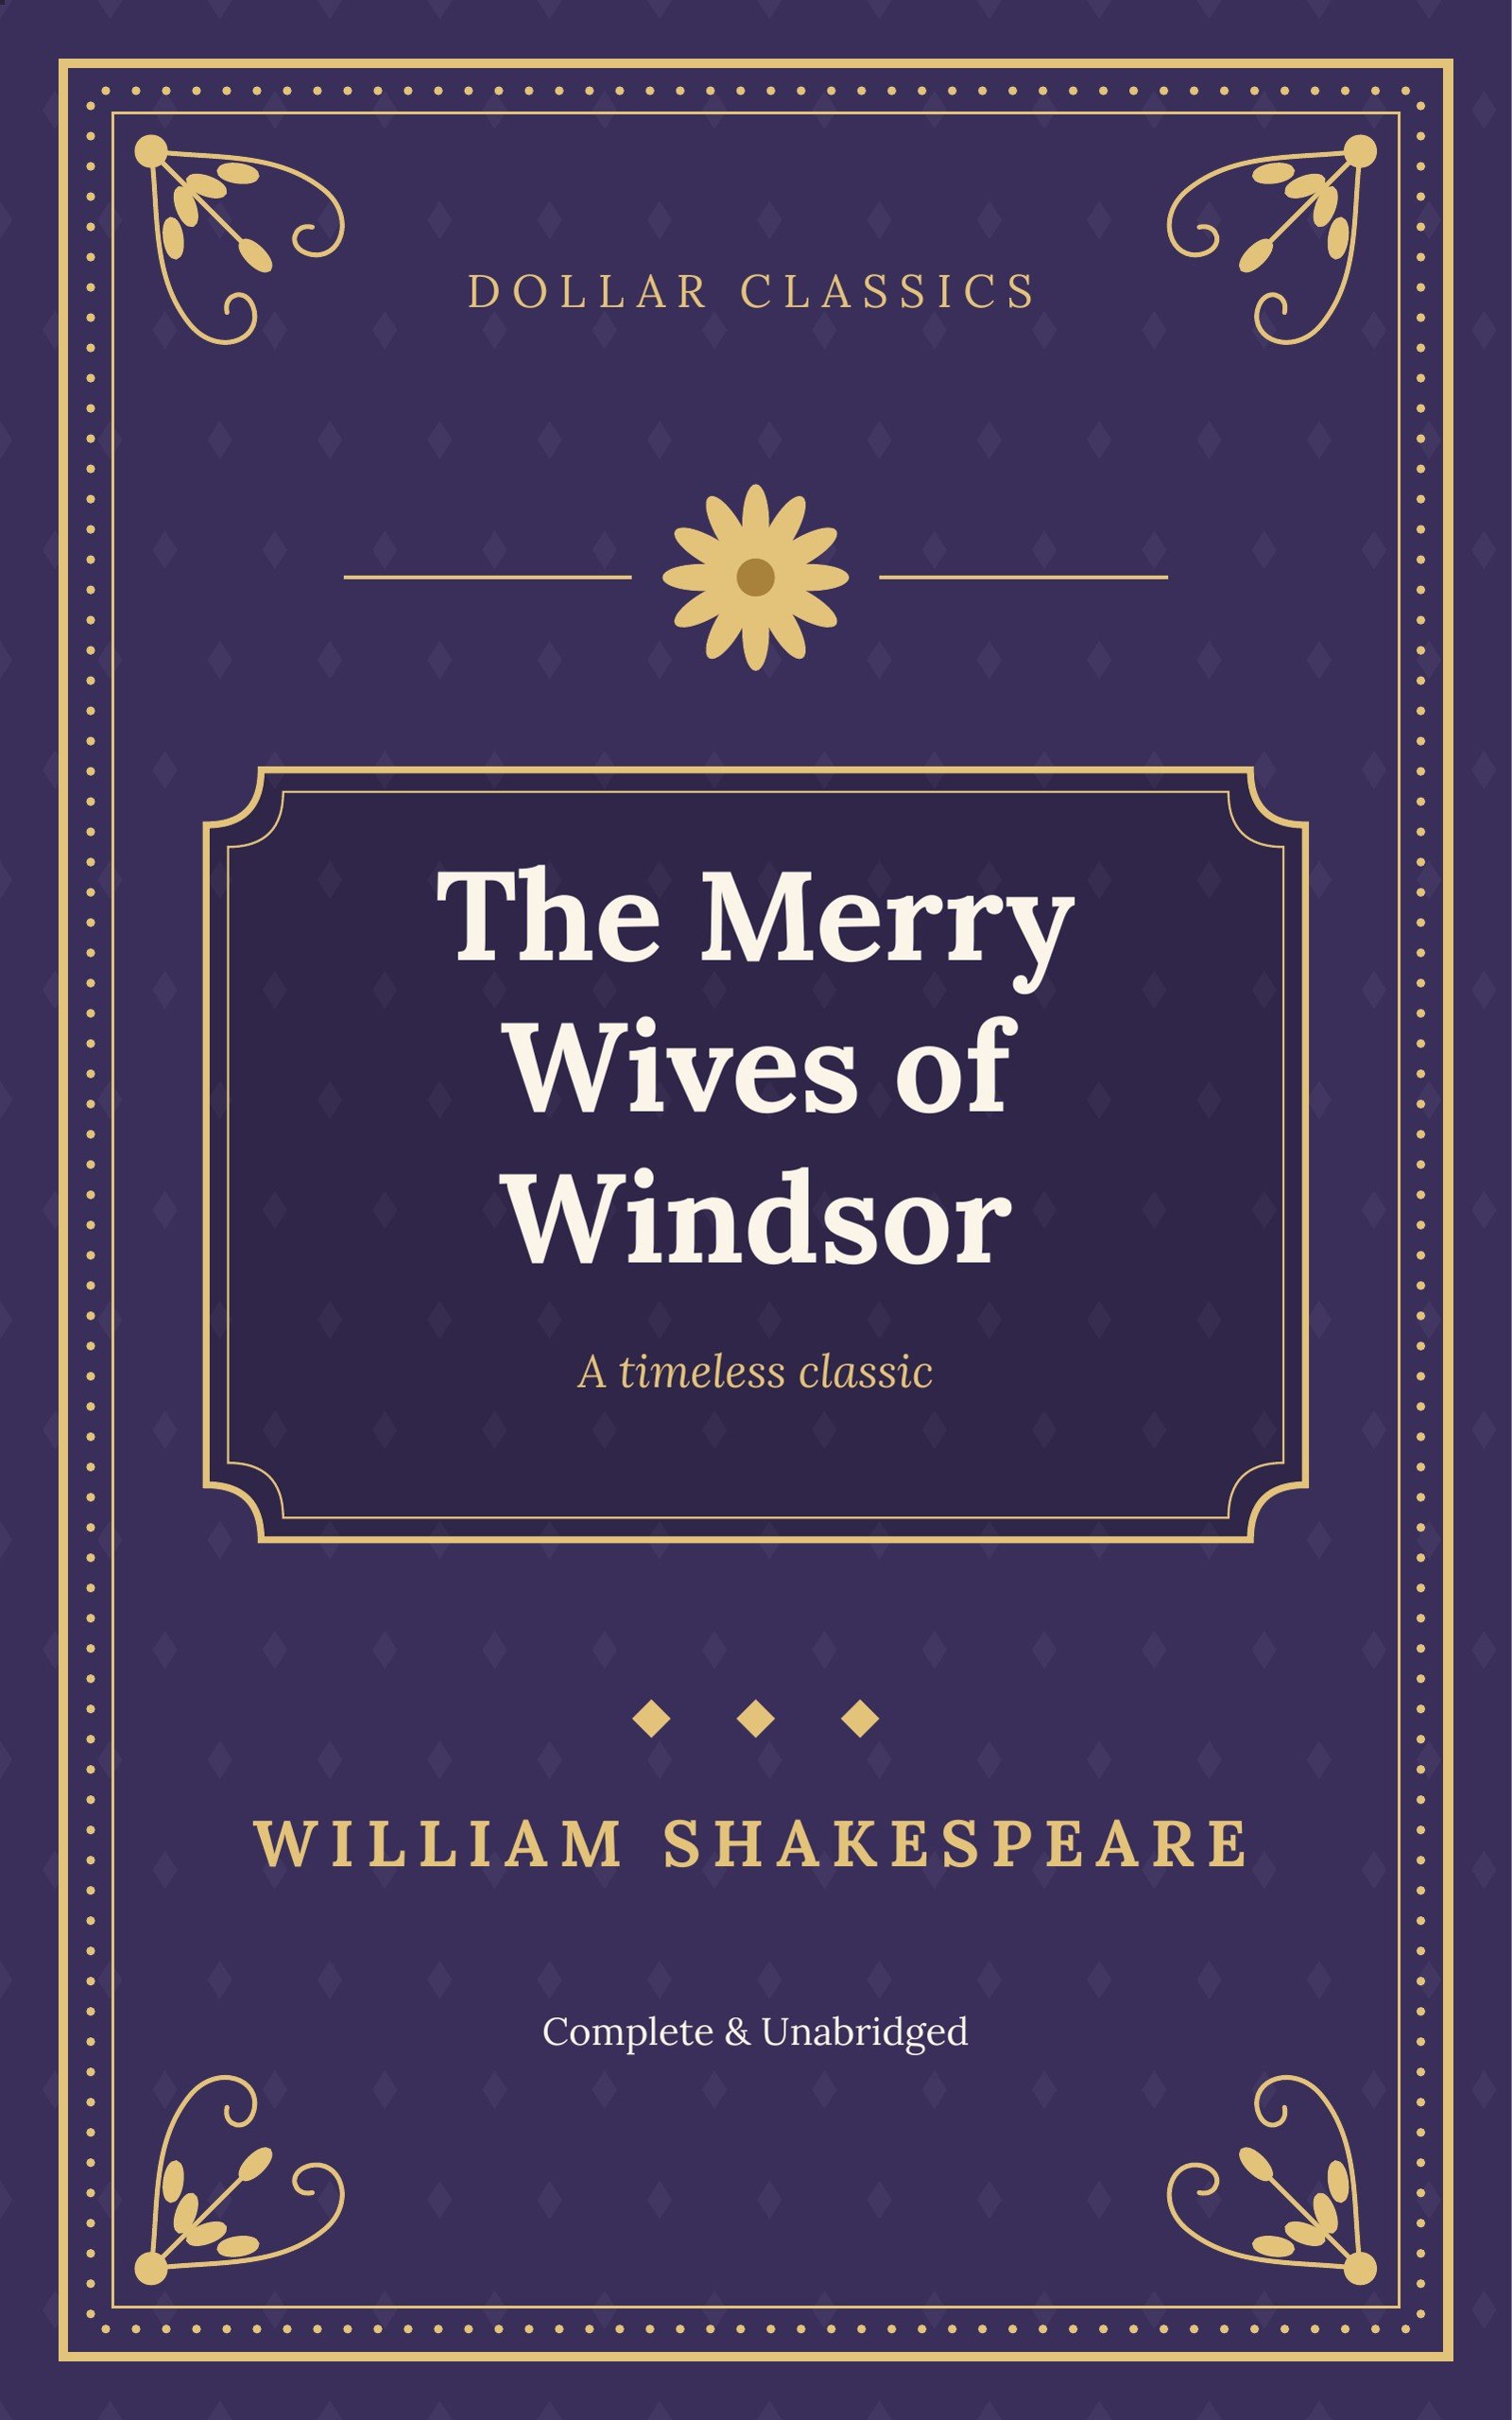 DOLLAR CLASSICS
The Merry
Wives of
Windsor
A timeless classic
WILLIAM SHAKESPEARE
Complete & Unabridged